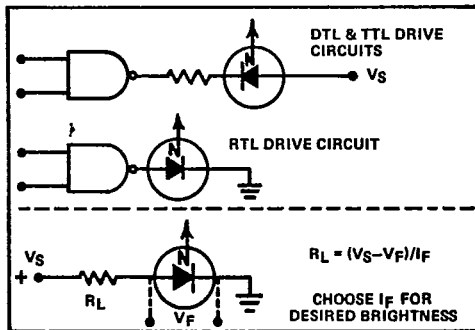 DTL & TTL DRIVE
CIRCUITS
VS
RTL DRIVE CIRCUIT
VS
+
RL
VF
RL = (VS–VF)/IF
CHOOSE IF FOR
DESIRED BRIGHTNESS